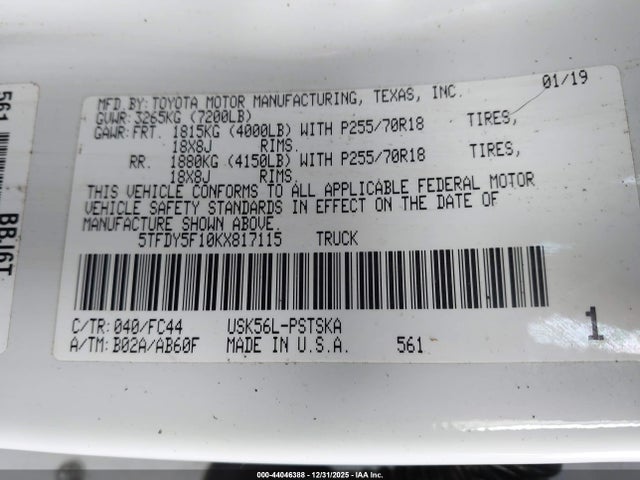 MFD.BY:TOYOTA MOTOR MANUFACTURING, TEXAS, INC. 01/19
GVWR:3265KG (7200LB)
GAWR:FRT. 1815KG (4000LB) WITH P255/70R18 TIRES,
18X8J RIMS.
RR. 1880KG (4150LB) WITH P255/70R18 TIRES,
18X8J RIMS.
THIS VEHICLE CONFORMS TO ALL APPLICABLE FEDERAL MOTOR
VEHICLE SAFETY STANDARDS IN EFFECT ON THE DATE OF
MANUFACTURE SHOWN ABOVE.
5TFDY5F10KX817115 TRUCK
C/TR:040/FC44 USK56L-PSTSKA
A/TM:B02A/AB60F MADE IN U.S.A. 561
1
561 BBJ6T
000-44046388 - 12/31/2025 - IAA Inc.